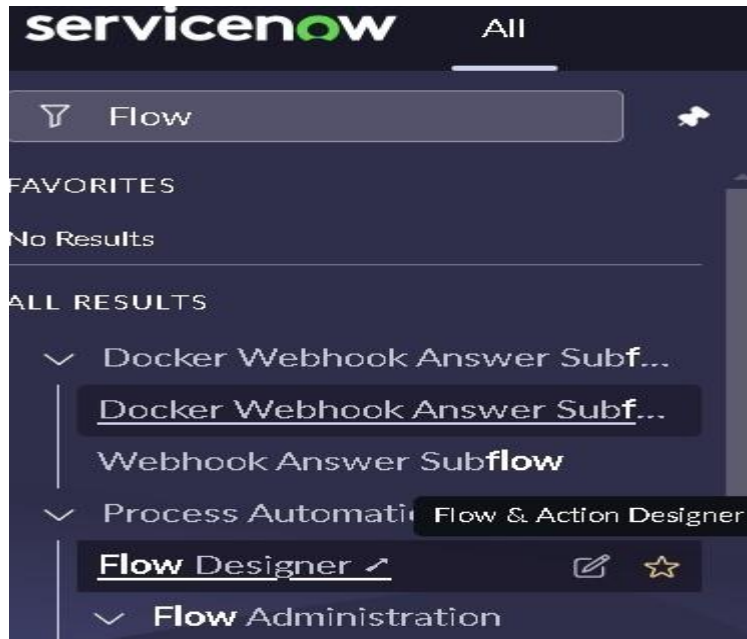 servicenow All
Flow
FAVORITES
No Results
ALL RESULTS
Docker Webhook Answer Subf...
Docker Webhook Answer Subf...
Webhook Answer Subflow
Process Automati Flow & Action Designer
Flow Designer
Flow Administration